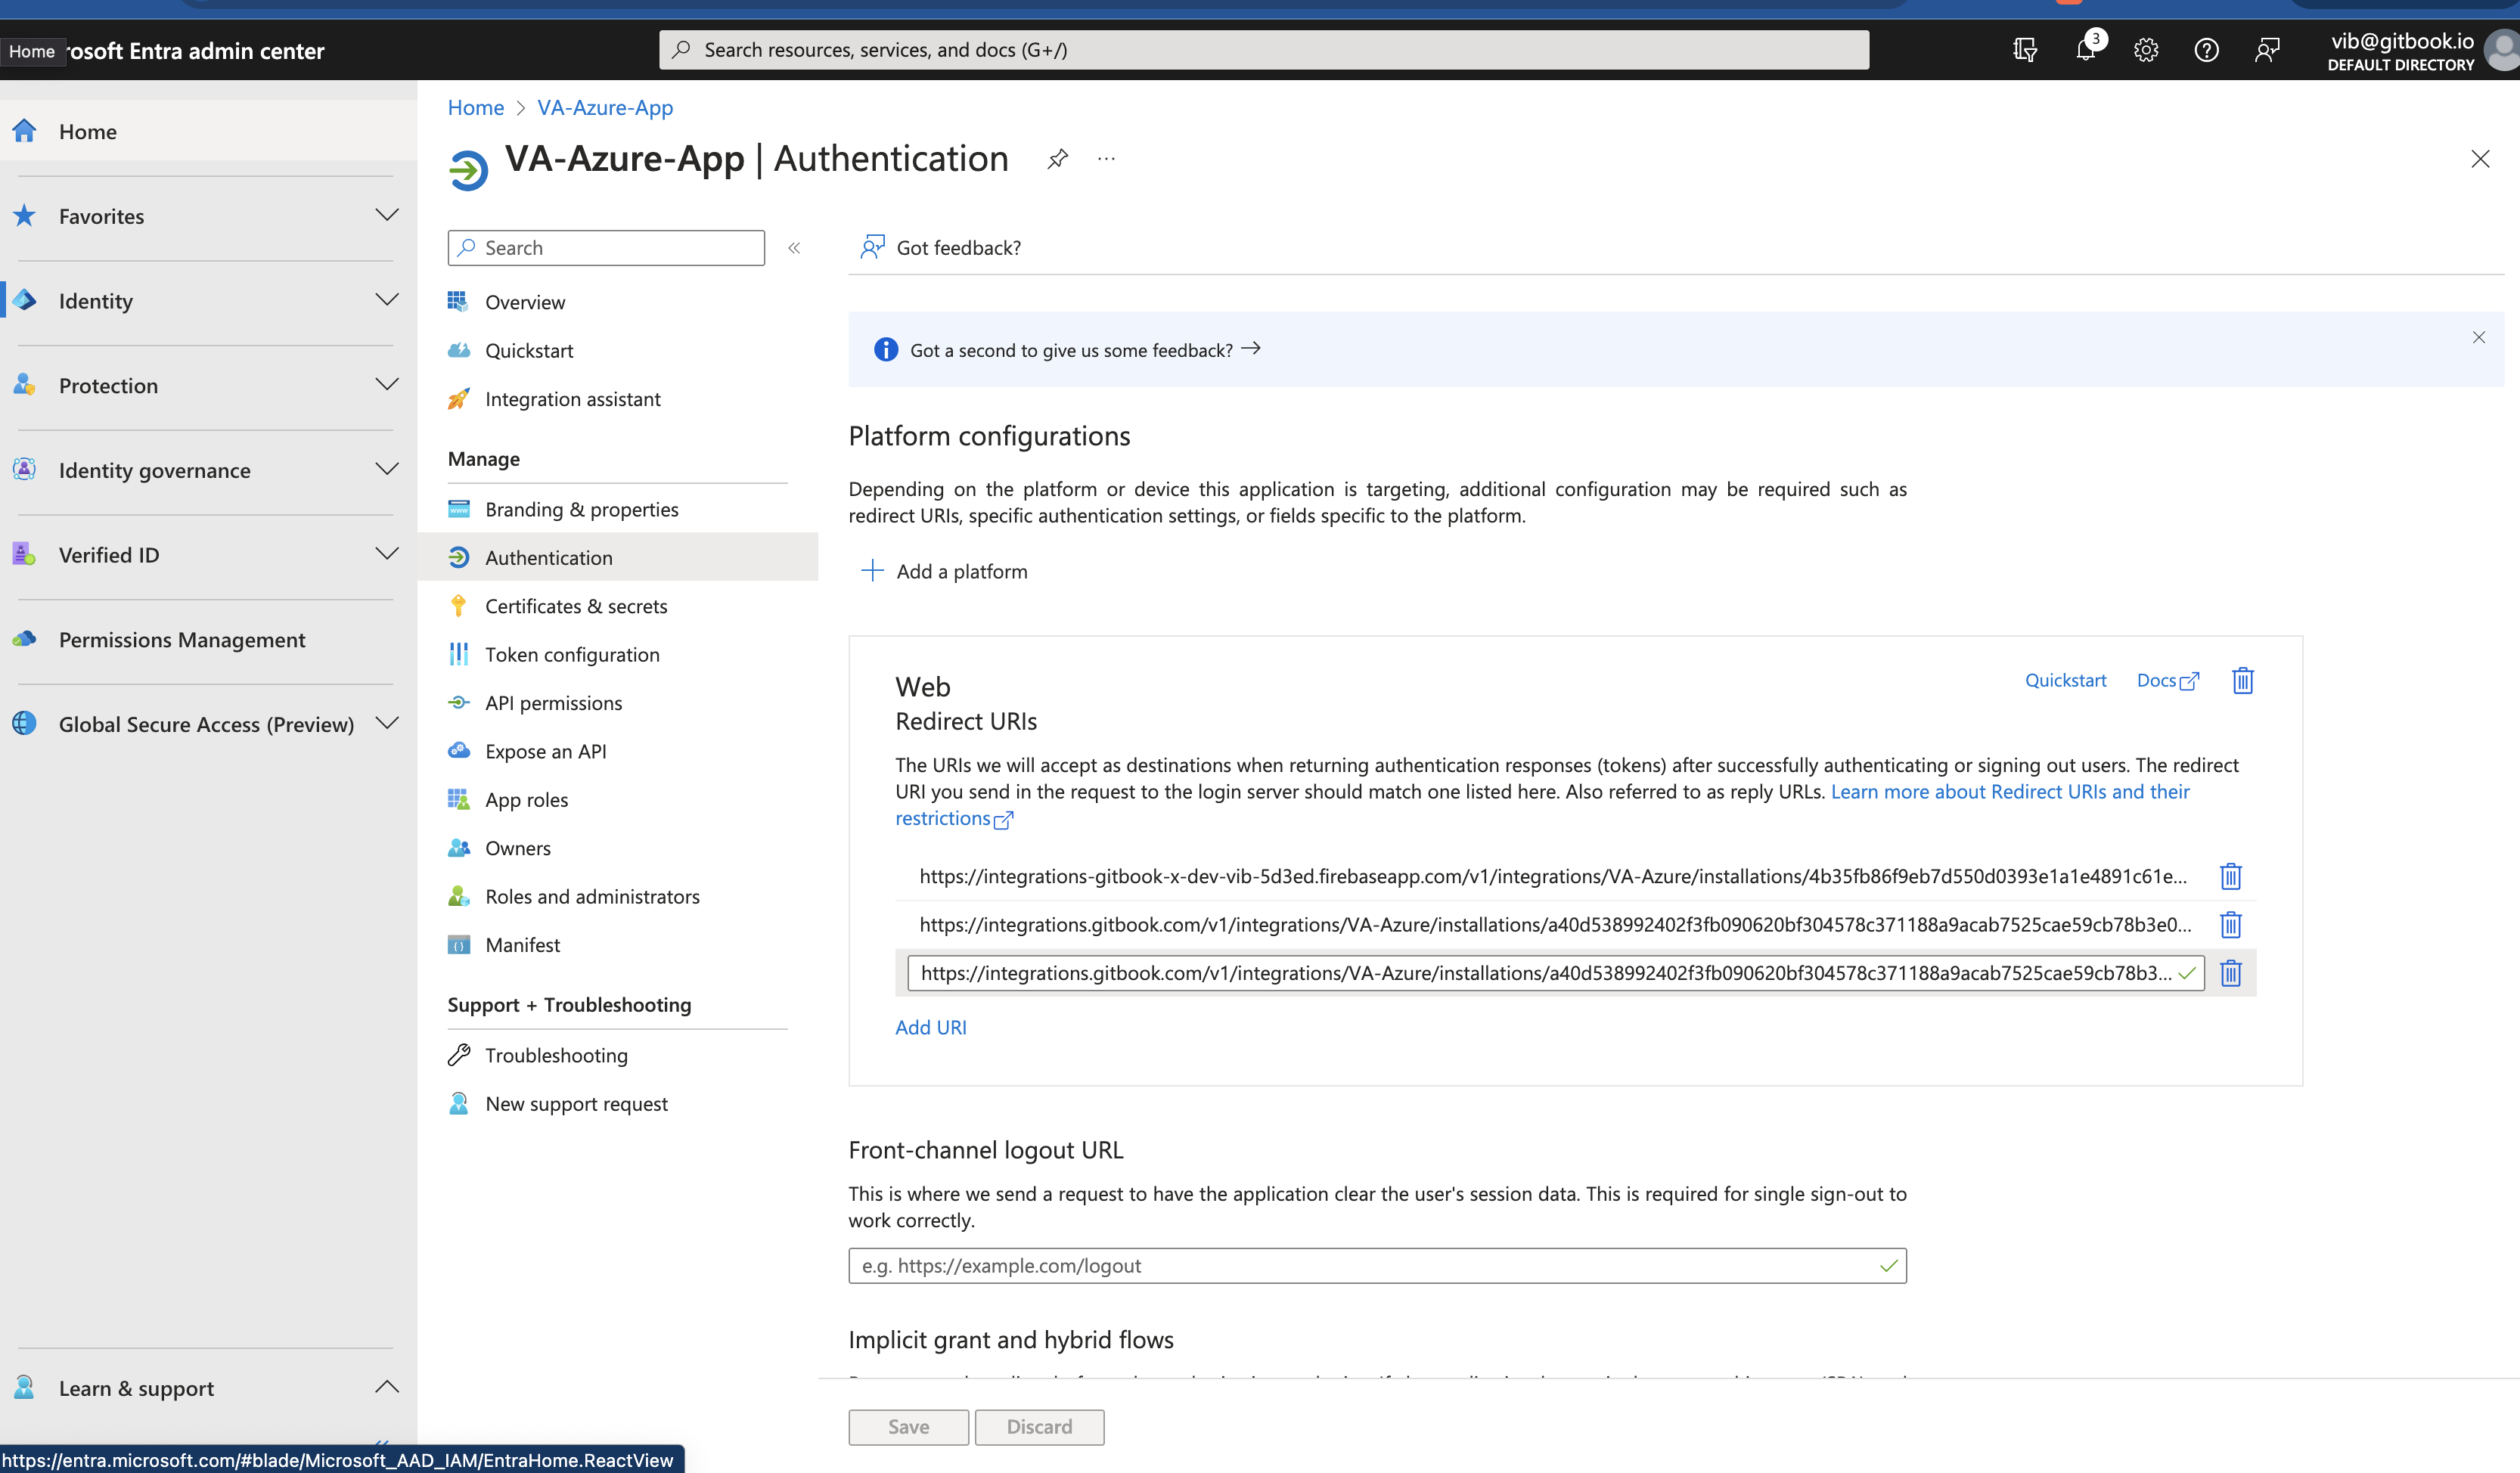 Home
rosoft Entra admin center
Search resources, services, and docs (G+/)
3
vib@gitbook.io
DEFAULT DIRECTORY
Home
Favorites
Identity
Protection
Identity governance
Verified ID
Permissions Management
Global Secure Access (Preview)
Learn & support
https://entra.microsoft.com/#blade/Microsoft_AAD_IAM/EntraHome.ReactView
Home > VA-Azure-App
VA-Azure-App | Authentication
Search
Overview
Quickstart
Integration assistant
Manage
Branding & properties
Authentication
Certificates & secrets
Token configuration
API permissions
Expose an API
App roles
Owners
Roles and administrators
Manifest
Support + Troubleshooting
Troubleshooting
New support request
Got feedback?
Got a second to give us some feedback?
Platform configurations
Depending on the platform or device this application is targeting, additional configuration may be required such as
redirect URIs, specific authentication settings, or fields specific to the platform.
Add a platform
Web
Quickstart
Docs
Redirect URIs
The URIs we will accept as destinations when returning authentication responses (tokens) after successfully authenticating or signing out users. The redirect
URI you send in the request to the login server should match one listed here. Also referred to as reply URLs. Learn more about Redirect URIs and their
restrictions
https://integrations-gitbook-x-dev-vib-5d3ed.firebaseapp.com/v1/integrations/VA-Azure/installations/4b35fb86f9eb7d550d0393e1a1e4891c61e...
https://integrations.gitbook.com/v1/integrations/VA-Azure/installations/a40d538992402f3fb090620bf304578c371188a9acab7525cae59cb78b3e0...
https://integrations.gitbook.com/v1/integrations/VA-Azure/installations/a40d538992402f3fb090620bf304578c371188a9acab7525cae59cb78b3...
Add URI
Front-channel logout URL
This is where we send a request to have the application clear the user's session data. This is required for single sign-out to
work correctly.
e.g. https://example.com/logout
Implicit grant and hybrid flows
Save
Discard